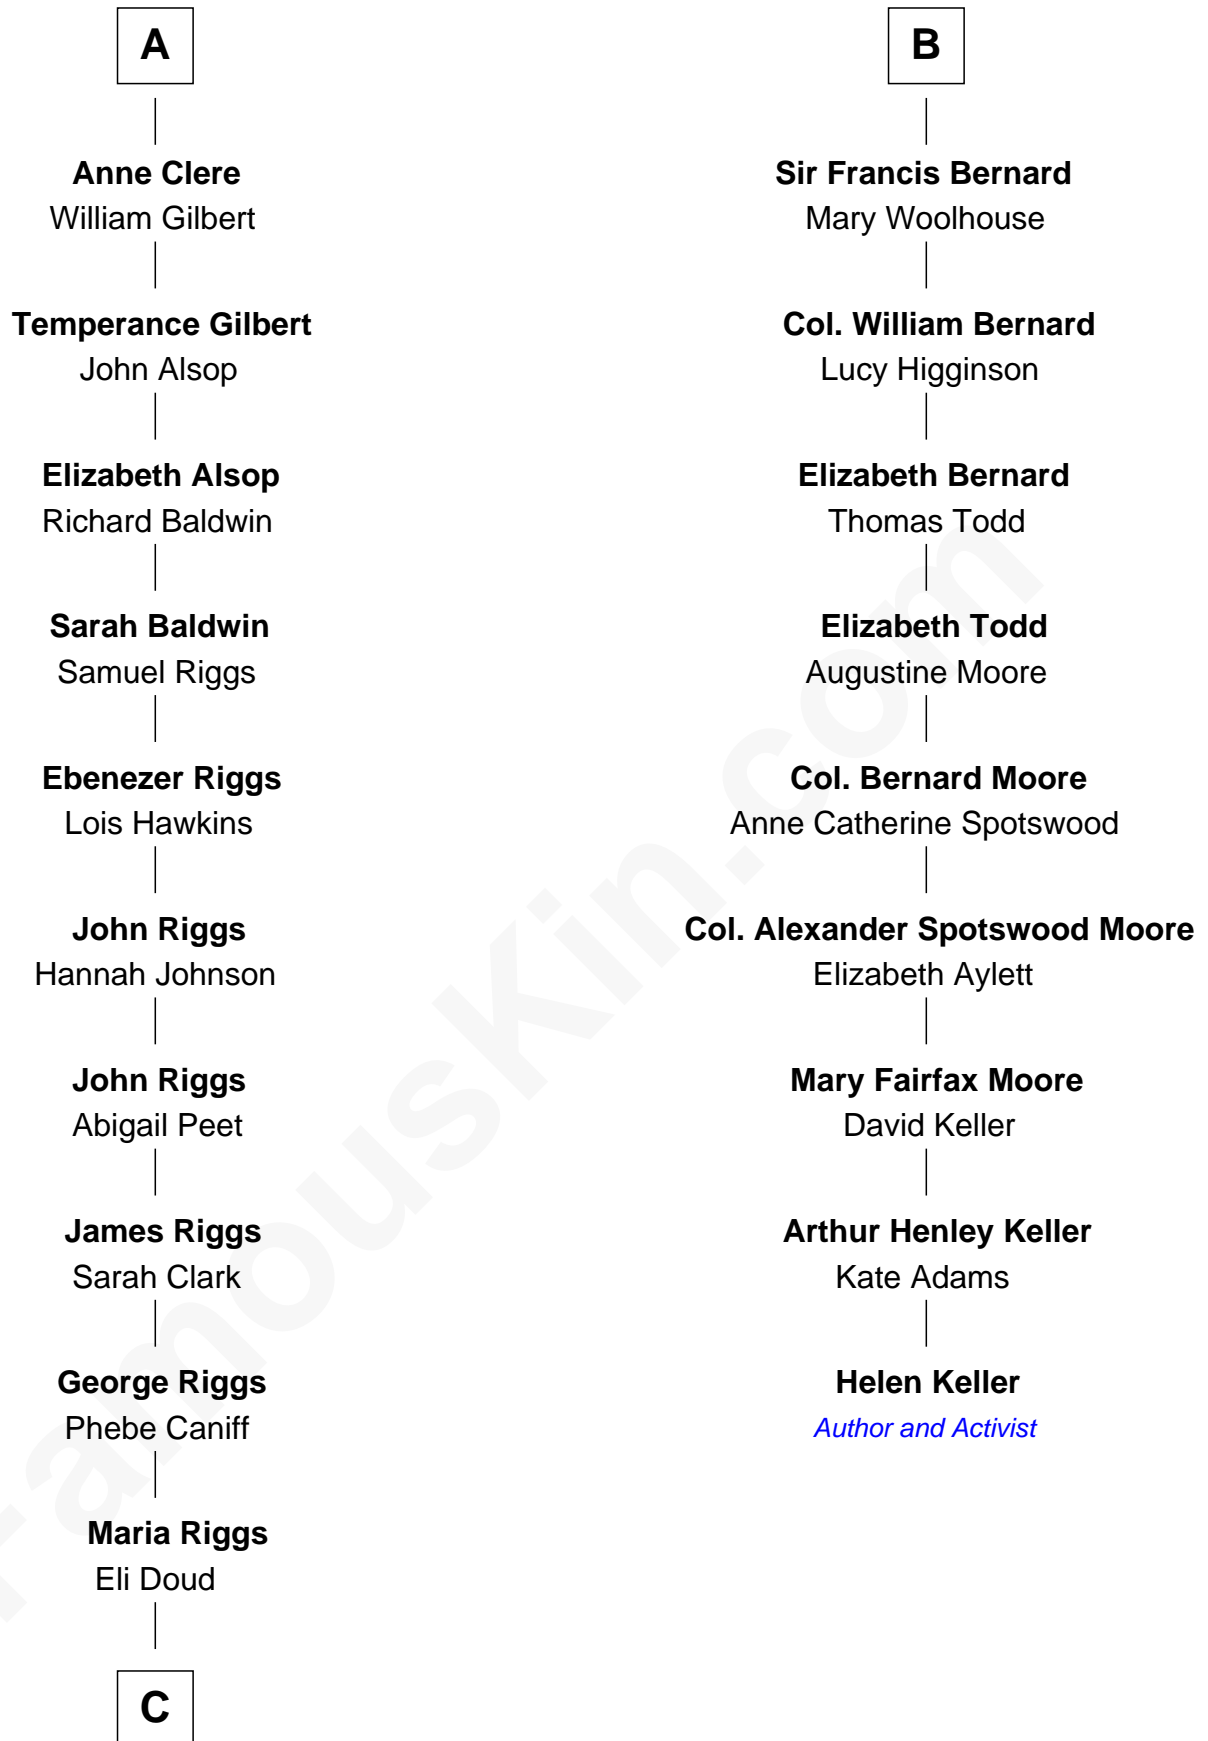 A
Anne Clere
William Gilbert
Temperance Gilbert
John Alsop
Elizabeth Alsop
Richard Baldwin
Sarah Baldwin
Samuel Riggs
Ebenezer Riggs
Lois Hawkins
John Riggs
Hannah Johnson
John Riggs
Abigail Peet
James Riggs
Sarah Clark
George Riggs
Phebe Caniff
Maria Riggs
Eli Doud
C
B
Sir Francis Bernard
Mary Woolhouse
Col. William Bernard
Lucy Higginson
Elizabeth Bernard
Thomas Todd
Elizabeth Todd
Augustine Moore
Col. Bernard Moore
Anne Catherine Spotswood
Col. Alexander Spotswood Moore
Elizabeth Aylett
Mary Fairfax Moore
David Keller
Arthur Henley Keller
Kate Adams
Helen Keller
Author and Activist
FamousKin.com